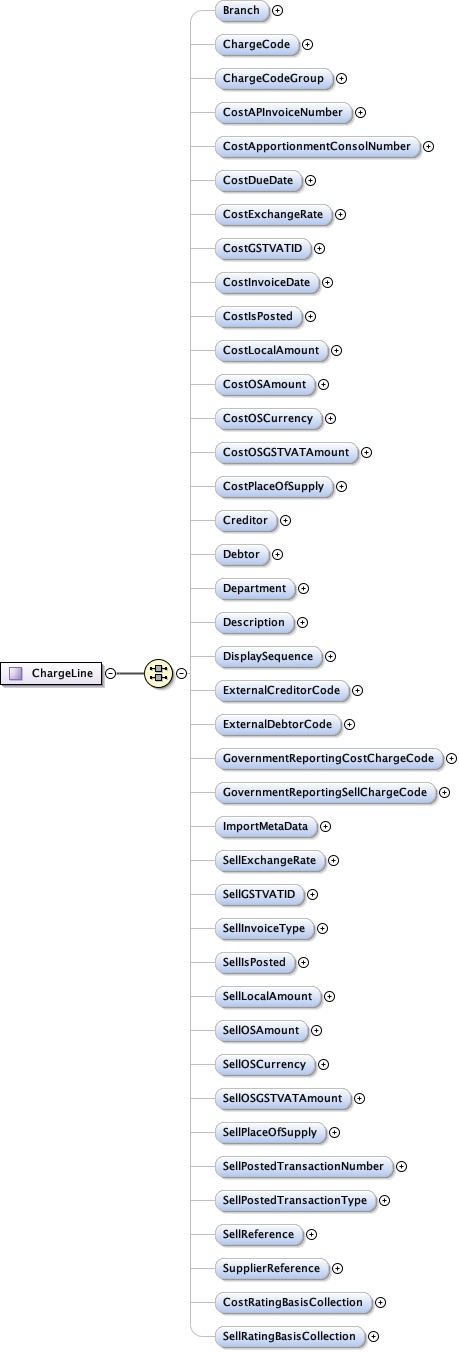 Branch
ChargeCode
ChargeCodeGroup
CostAPInvoiceNumber
CostApportionmentConsolNumber
CostDueDate
CostExchangeRate
CostGSTVATID
CostInvoiceDate
CostIsPosted
CostLocalAmount
CostOSAmount
CostOSCurrency
CostOSGSTVATAmount
CostPlaceOfSupply
Creditor
Debtor
Department
Description
DisplaySequence
ChargeLine
ExternalCreditorCode
ExternalDebtorCode
GovernmentReportingCostChargeCode
GovernmentReportingSellChargeCode
ImportMetaData
SellExchangeRate
SellGSTVATID
SellInvoiceType
SellIsPosted
SellLocalAmount
SellOSAmount
SellOSCurrency
SellOSGSTVATAmount
SellPlaceOfSupply
SellPostedTransactionNumber
SellPostedTransactionType
SellReference
SupplierReference
CostRatingBasisCollection
SellRatingBasisCollection